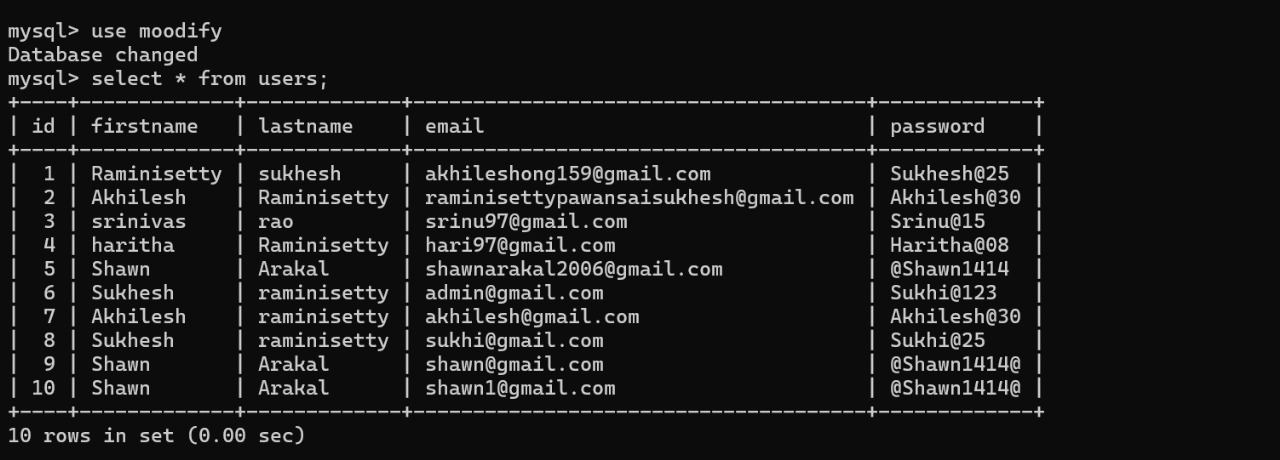 mysql> use moodify
Database changed
mysql> select * from users;
+----+------------+-------------+--------------------------------------+-------------+
| id | firstname   | lastname    | email                                | password    |
+----+------------+-------------+--------------------------------------+-------------+
|  1 | Raminisetty | sukhesh     | akhileshong159@gmail.com             | Sukhesh@25  |
|  2 | Akhilesh    | Raminisetty | raminisettypawansaisukhesh@gmail.com | Akhilesh@30 |
|  3 | srinivas    | rao         | srinu97@gmail.com                    | Srinu@15    |
|  4 | haritha     | Raminisetty | hari97@gmail.com                     | Haritha@08  |
|  5 | Shawn       | Arakal      | shawnarakal2006@gmail.com            | @Shawn1414  |
|  6 | Sukhesh     | raminisetty | admin@gmail.com                      | Sukhi@123   |
|  7 | Akhilesh    | raminisetty | akhilesh@gmail.com                   | Akhilesh@30 |
|  8 | Sukhesh     | raminisetty | sukhi@gmail.com                      | Sukhi@25    |
|  9 | Shawn       | Arakal      | shawn@gmail.com                      | @Shawn1414@ |
| 10 | Shawn       | Arakal      | shawn1@gmail.com                     | @Shawn1414@ |
+----+------------+-------------+--------------------------------------+-------------+
10 rows in set (0.00 sec)